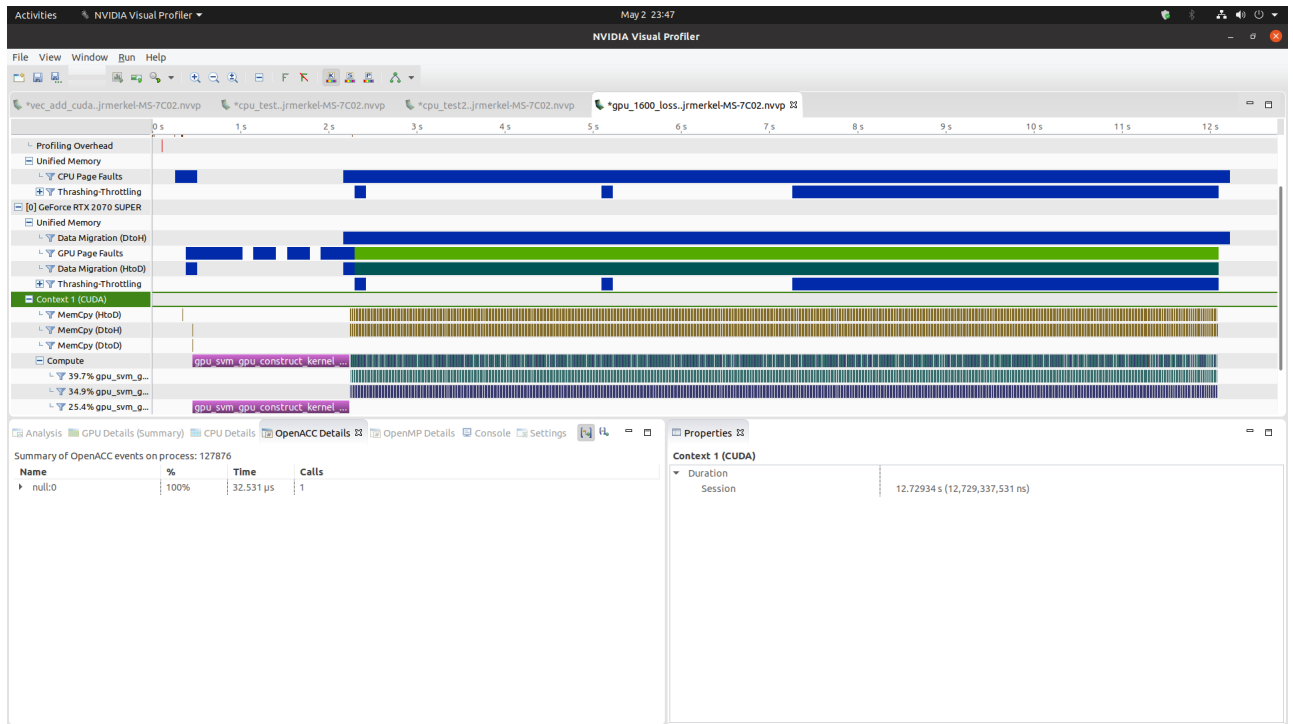 Activities NVIDIA Visual Profiler May 2 23:47
NVIDIA Visual Profiler
File View Window Run Help
*vec_add_cuda..jrmerkel-MS-7C02.nvvp *cpu_test..jrmerkel-MS-7C02.nvvp *cpu_test2..jrmerkel-MS-7C02.nvvp *gpu_1600_loss..jrmerkel-MS-7C02.nvvp
0 s 1 s 2 s 3 s 4 s 5 s 6 s 7 s 8 s 9 s 10 s 11 s 12 s
Profiling Overhead
Unified Memory
CPU Page Faults
Thrashing-Throttling
[0] GeForce RTX 2070 SUPER
Unified Memory
Data Migration (DtoH)
GPU Page Faults
Data Migration (HtoD)
Thrashing-Throttling
Context 1 (CUDA)
MemCpy (HtoD)
MemCpy (DtoH)
MemCpy (DtoD)
Compute gpu_svm_gpu_construct_kernel_...
39.7% gpu_svm_g...
34.9% gpu_svm_g...
25.4% gpu_svm_g... gpu_svm_gpu_construct_kernel_...
Analysis GPU Details (Summary) CPU Details OpenACC Details OpenMP Details Console Settings Properties
Summary of OpenACC events on process: 127876 Context 1 (CUDA)
Name % Time Calls Duration
null:0 100% 32.531 µs 1 Session 12.72934 s (12,729,337,531 ns)